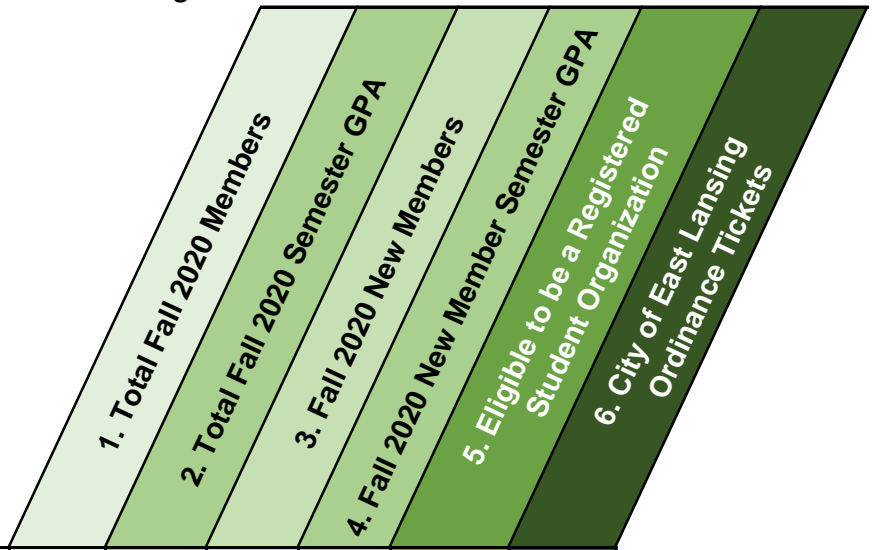 1. Total Fall 2020 Members
2. Total Fall 2020 Semester GPA
3. Fall 2020 New Members
4. Fall 2020 New Member Semester GPA
5. Eligible to be a Registered
Student Organization
6. City of East Lansing
Ordinance Tickets